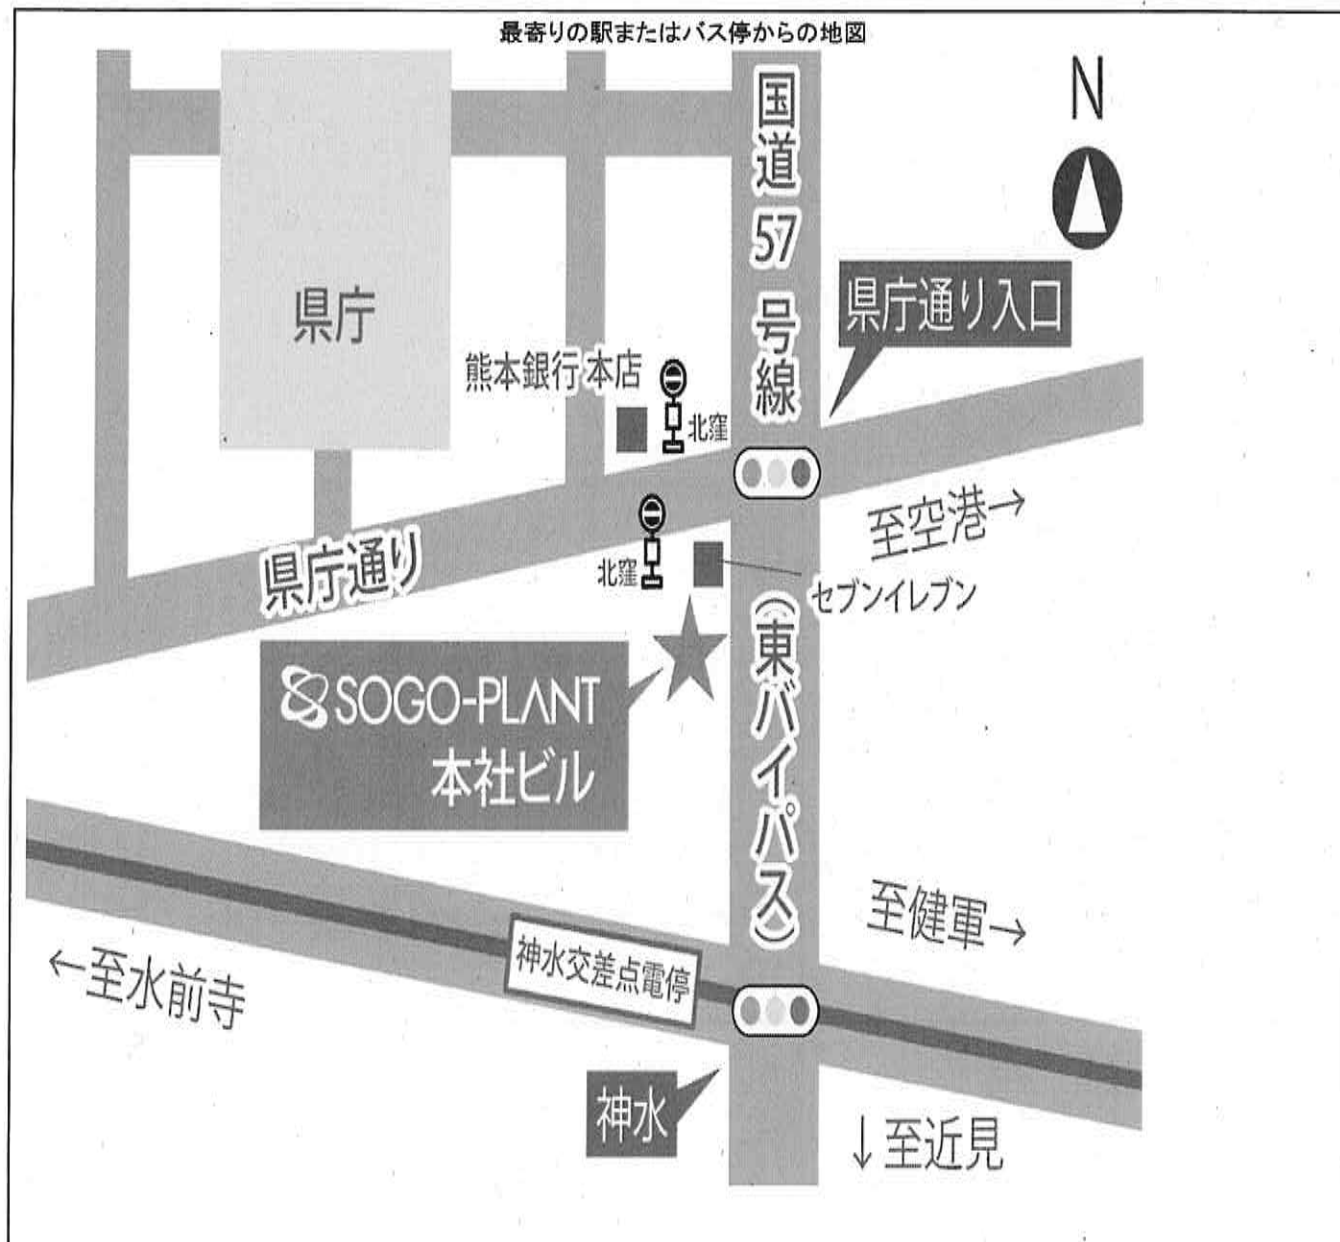 最寄りの駅またはバス停からの地図
国道57号線
N
県庁通り入口
県庁
熊本銀行 本店
北窪
至空港→
県庁通り
北窪
セブンイレブン
(東バイパス)
SOGO-PLANT
本社ビル
至健軍→
神水交差点電停
←至水前寺
神水
↓至近見